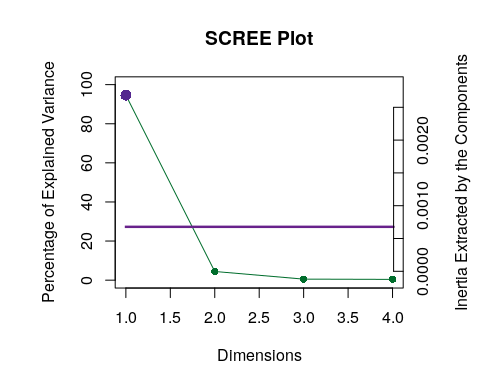 SCREE Plot
Percentage of Explained Variance
100
80
60
40
20
0
0.0020
0.0010
0.0000
Inertia Extracted by the Components
1.0 1.5 2.0 2.5 3.0 3.5 4.0
Dimensions